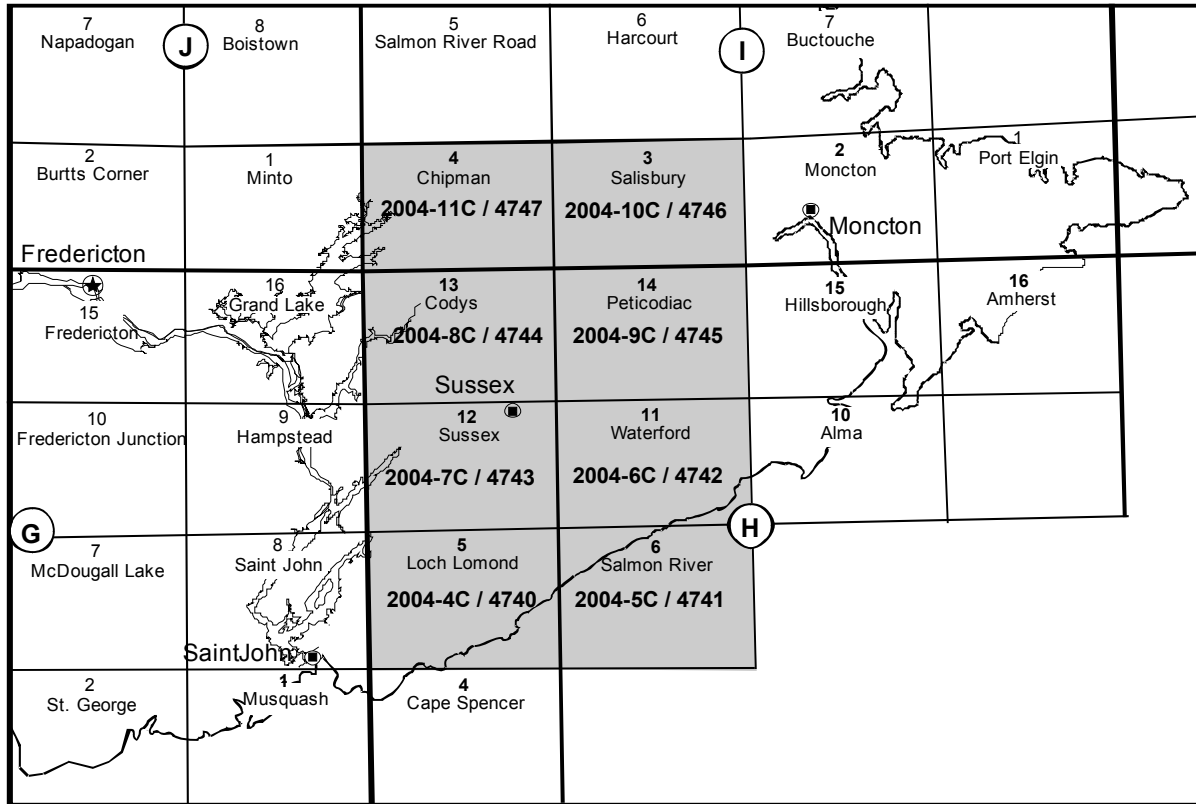 7
Napadogan
J
8
Boistown
5
Salmon River Road
6
Harcourt
I
7
Buctouche
2
Burtts Corner
1
Minto
4
Chipman
2004-11C / 4747
3
Salisbury
2004-10C / 4746
2
Moncton
Moncton
1
Port Elgin
Fredericton
15
Fredericton
16
Grand Lake
13
Codys
2004-8C / 4744
14
Peticodiac
2004-9C / 4745
15
Hillsborough
16
Amherst
Sussex
10
Fredericton Junction
9
Hampstead
12
Sussex
2004-7C / 4743
11
Waterford
2004-6C / 4742
10
Alma
G
H
7
McDougall Lake
8
Saint John
5
Loch Lomond
2004-4C / 4740
6
Salmon River
2004-5C / 4741
SaintJohn
2
St. George
1
Musquash
4
Cape Spencer